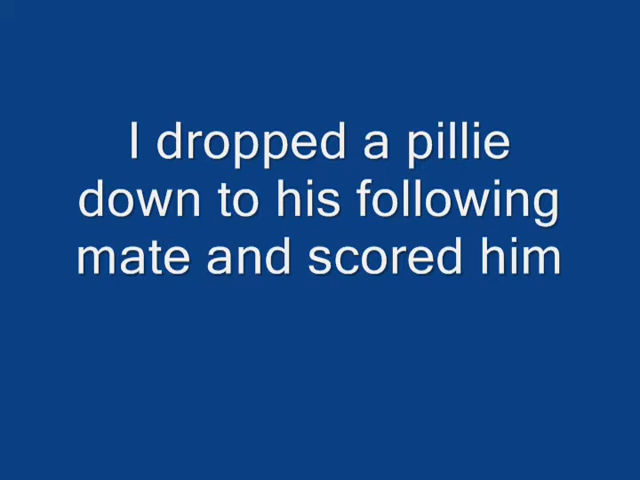 I dropped a pillie
down to his following
mate and scored him